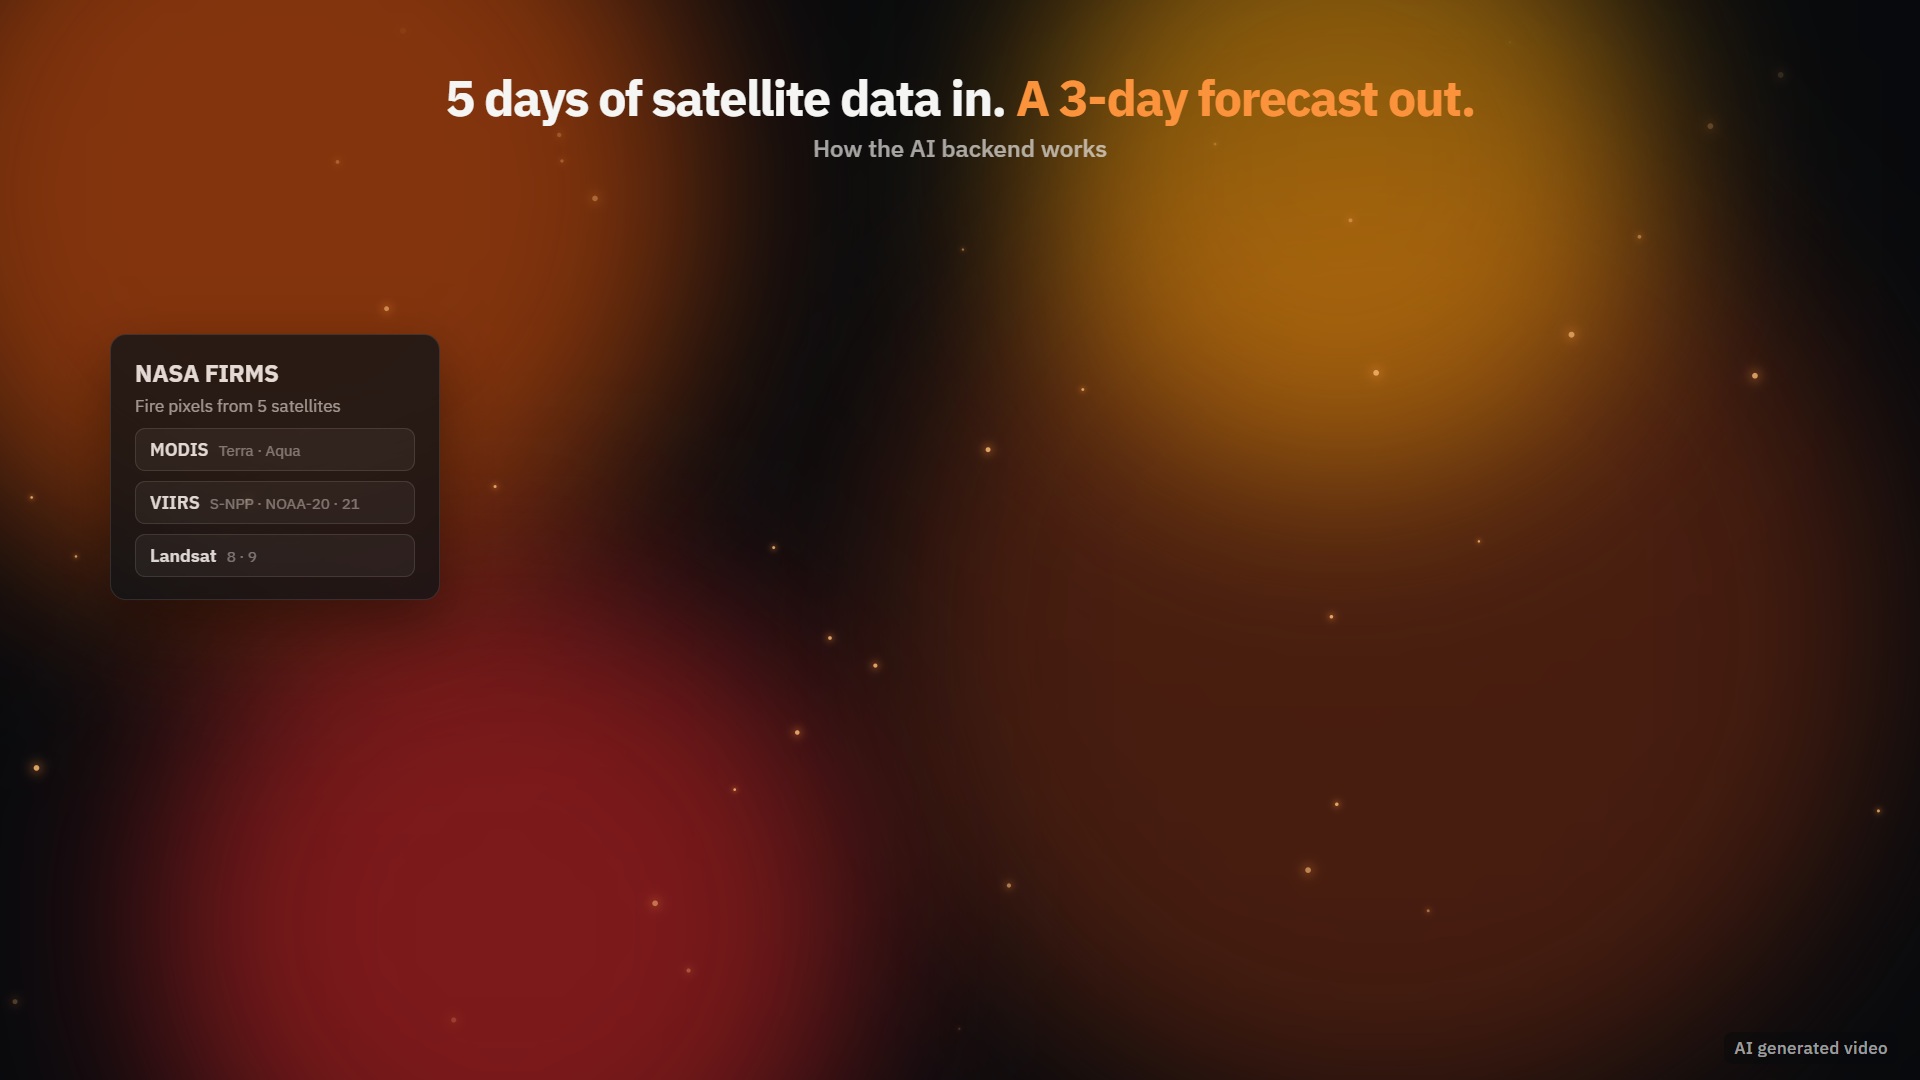 5 days of satellite data in. A 3-day forecast out.
How the AI backend works
NASA FIRMS
Fire pixels from 5 satellites
MODIS Terra · Aqua
VIIRS S-NPP · NOAA-20 · 21
Landsat 8 · 9
AI generated video